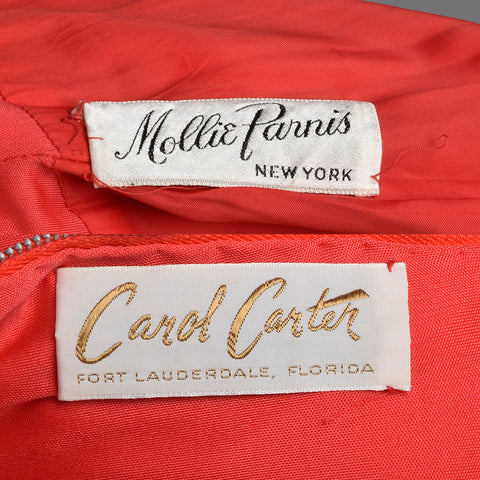 Mollie Parnis
NEW YORK
Carol Carter
FORT LAUDERDALE, FLORIDA